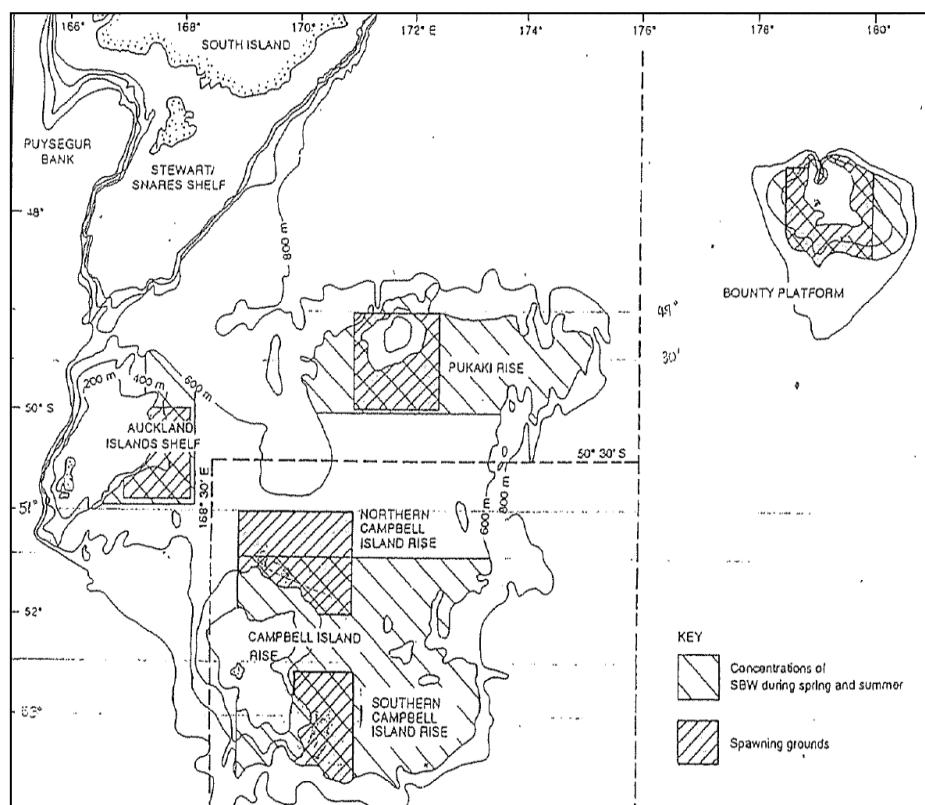 166°
168°
170°
172° E
174°
176°
176°
160°
SOUTH ISLAND
PUYSEGUR
BANK
STEWART/
SNARES SHELF
48°
800 m
BOUNTY PLATFORM
49°
30'
PUKAKI RISE
200 m
400 m
600 m
50° S
AUCKLAND
ISLANDS SHELF
50° 30' S
168° 30' E
600 m
800 m
51°
NORTHERN
CAMPBELL
ISLAND RISE
52°
CAMPBELL ISLAND
RISE
SOUTHERN
CAMPBELL
ISLAND RISE
53°
KEY
Concentrations of
SBW during spring and summer
Spawning grounds